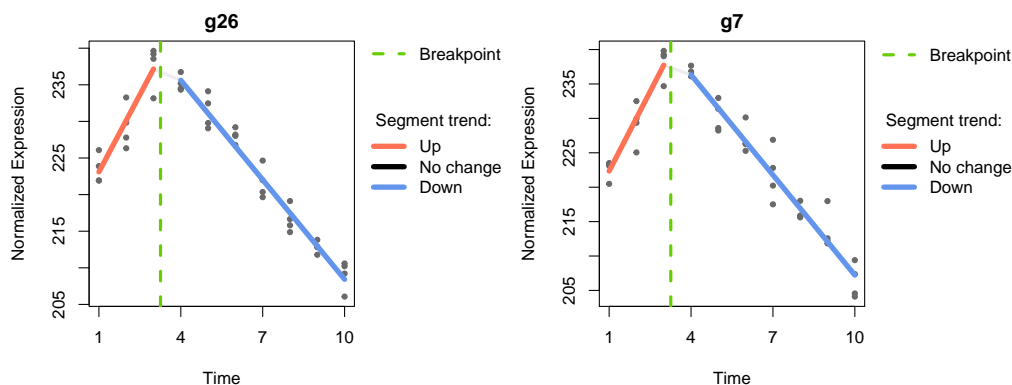 g26
Normalized Expression
205
215
225
235
1
4
7
10
Time
Breakpoint
Segment trend:
Up
No change
Down
g7
Normalized Expression
205
215
225
235
1
4
7
10
Time
Breakpoint
Segment trend:
Up
No change
Down